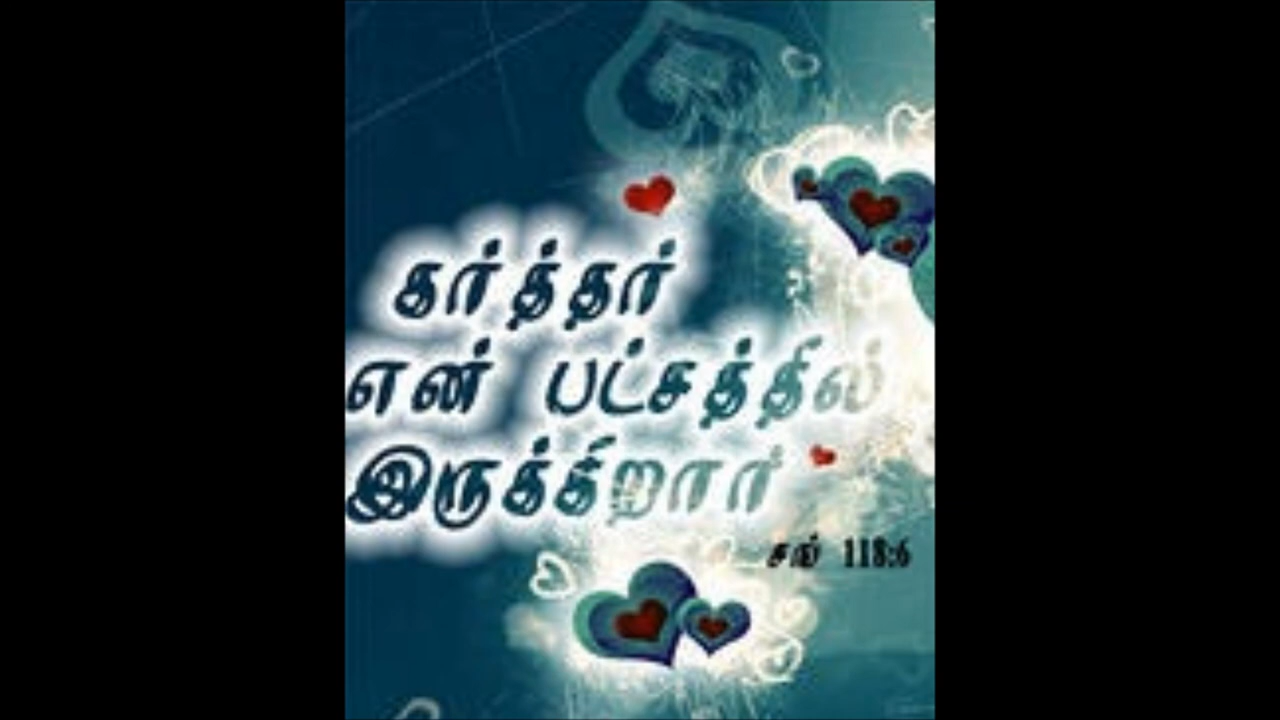 கர்த்தர்
என் பட்சத்தில்
இருக்கிறார்
சங் 118:6